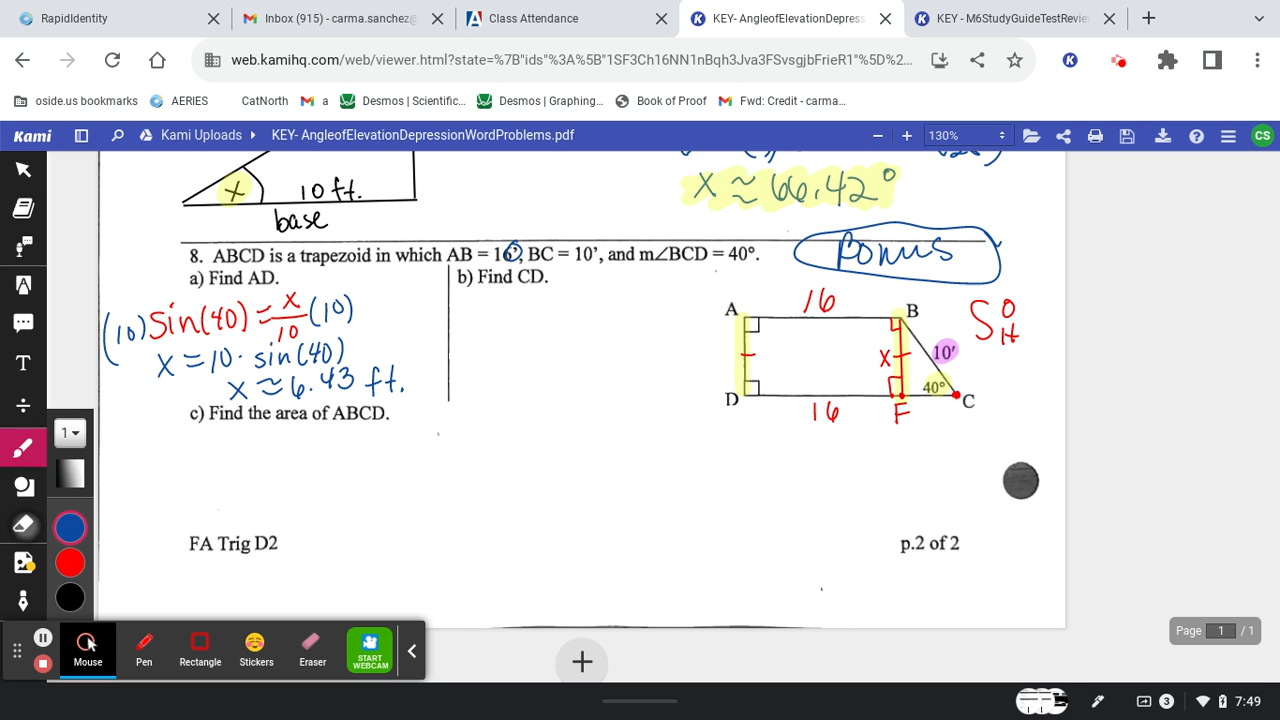 RapidIdentity
Inbox (915) - carma.sanchez@
Class Attendance
KEY- AngleofElevationDepress
KEY - M6StudyGuideTestRevie
web.kamihq.com/web/viewer.html?state=%7B"ids"%3A%5B"1SF3Ch16NN1nBqh3Jva3FSvsgjbFrieR1"%5D%2...
oside.us bookmarks
AERIES
CatNorth
a
Desmos | Scientific...
Desmos | Graphing...
Book of Proof
Fwd: Credit - carma...
Kami
Kami Uploads
KEY- AngleofElevationDepressionWordProblems.pdf
130%
CS
x
10 ft.
base
x ≈ 66.42°
8. ABCD is a trapezoid in which AB = 16', BC = 10', and m∠BCD = 40°.
Bonus
a) Find AD.
b) Find CD.
(10) sin(40) = x/10 (10)
x = 10 · sin(40)
x ≈ 6.43 ft.
c) Find the area of ABCD.
A
16
B
S O
H
x
10'
40°
D
16
F
C
1
FA Trig D2
p.2 of 2
Page 1 / 1
Mouse
Pen
Rectangle
Stickers
Eraser
START
WEBCAM
3
7:49